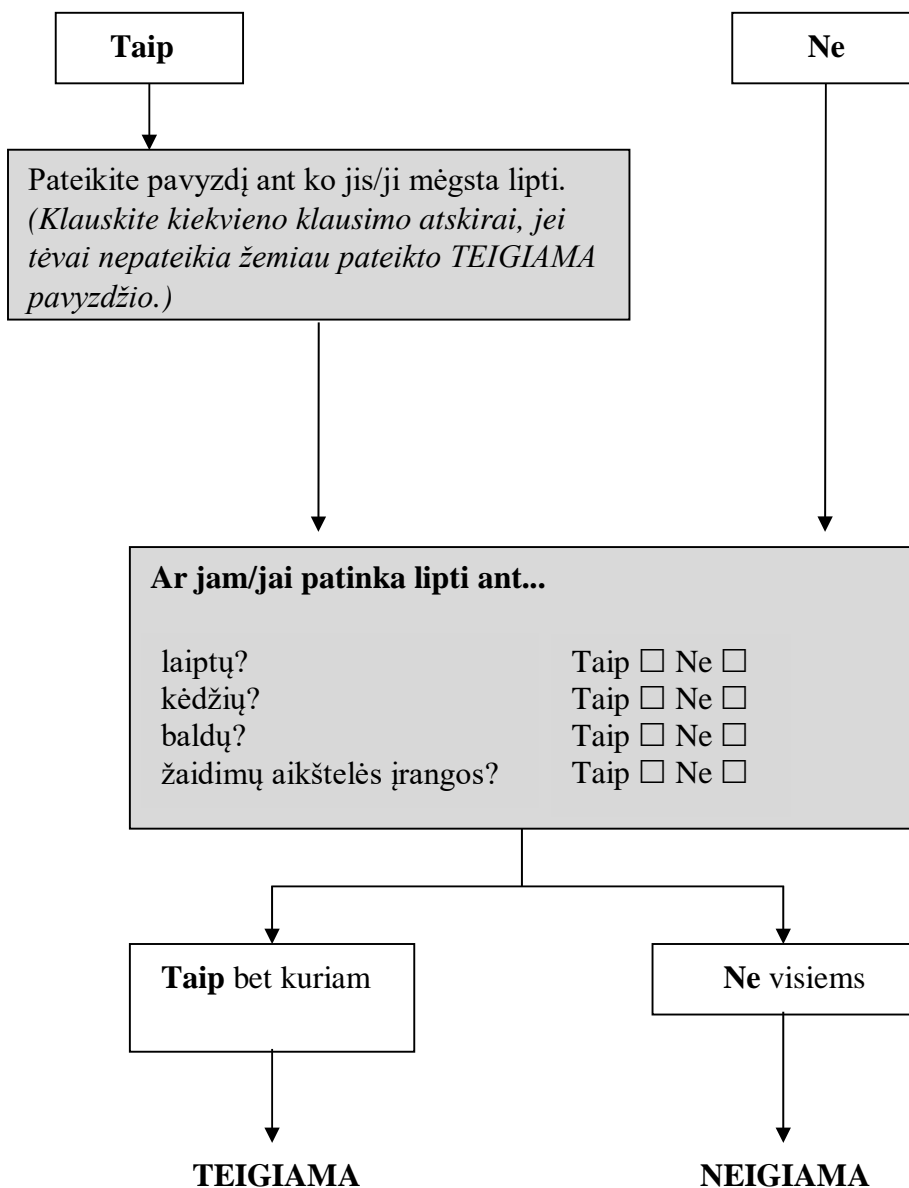 Taip
Ne
Pateikite pavyzdį ant ko jis/ji mėgsta lipti.
(Klauskite kiekvieno klausimo atskirai, jei
tėvai nepateikia žemiau pateikto TEIGIAMA
pavyzdžio.)
Ar jam/jai patinka lipti ant...
laiptų? Taip ☐ Ne ☐
kėdžių? Taip ☐ Ne ☐
baldų? Taip ☐ Ne ☐
žaidimų aikštelės įrangos? Taip ☐ Ne ☐
Taip bet kuriam
Ne visiems
TEIGIAMA
NEIGIAMA